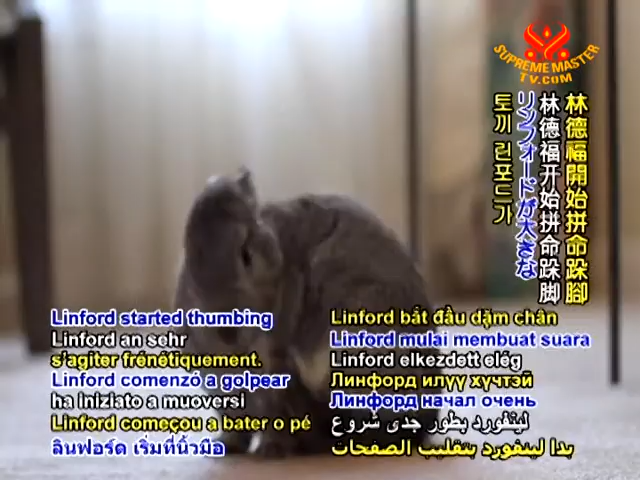 SUPREME MASTER
TV.COM
林德福開始拼命跺腳
林德福开始拼命跺脚
リンフォードが大きな
토끼 린포드가
Linford started thumbing
Linford an sehr
s'agiter frénétiquement.
Linford comenzó a golpear
ha iniziato a muoversi
Linford começou a bater o pé
ลินฟอร์ด เริ่มที่นิ้วมือ
Linford bắt đầu dặm chân
Linford mulai membuat suara
Linford elkezdett elég
Линфорд илүү хүчтэй
Линфорд начал очень
لينفورد بطور جدی شروع
بدا لينفورد بتقليب الصفحات